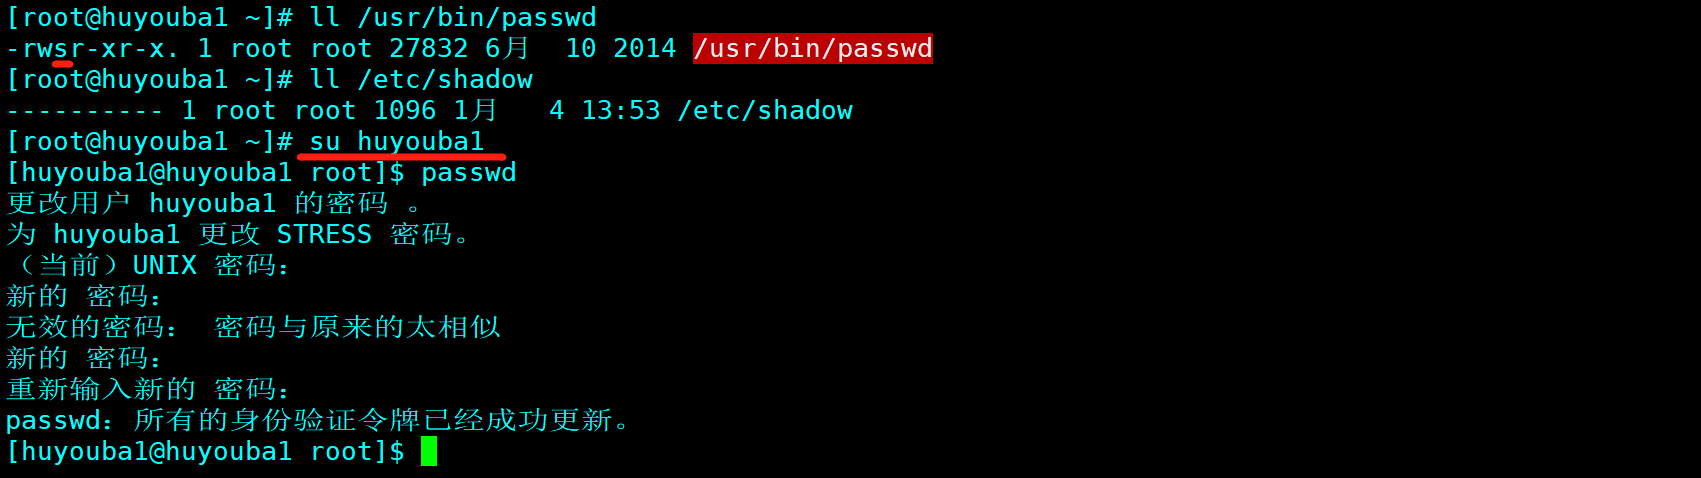 [root@huyouba1 ~]# ll /usr/bin/passwd
-rwsr-xr-x. 1 root root 27832 6月  10 2014 /usr/bin/passwd
[root@huyouba1 ~]# ll /etc/shadow
---------- 1 root root 1096 1月   4 13:53 /etc/shadow
[root@huyouba1 ~]# su huyouba1
[huyouba1@huyouba1 root]$ passwd
更改用户 huyouba1 的密码 。
为 huyouba1 更改 STRESS 密码。
（当前）UNIX 密码：
新的 密码：
无效的密码： 密码与原来的太相似
新的 密码：
重新输入新的 密码：
passwd：所有的身份验证令牌已经成功更新。
[huyouba1@huyouba1 root]$